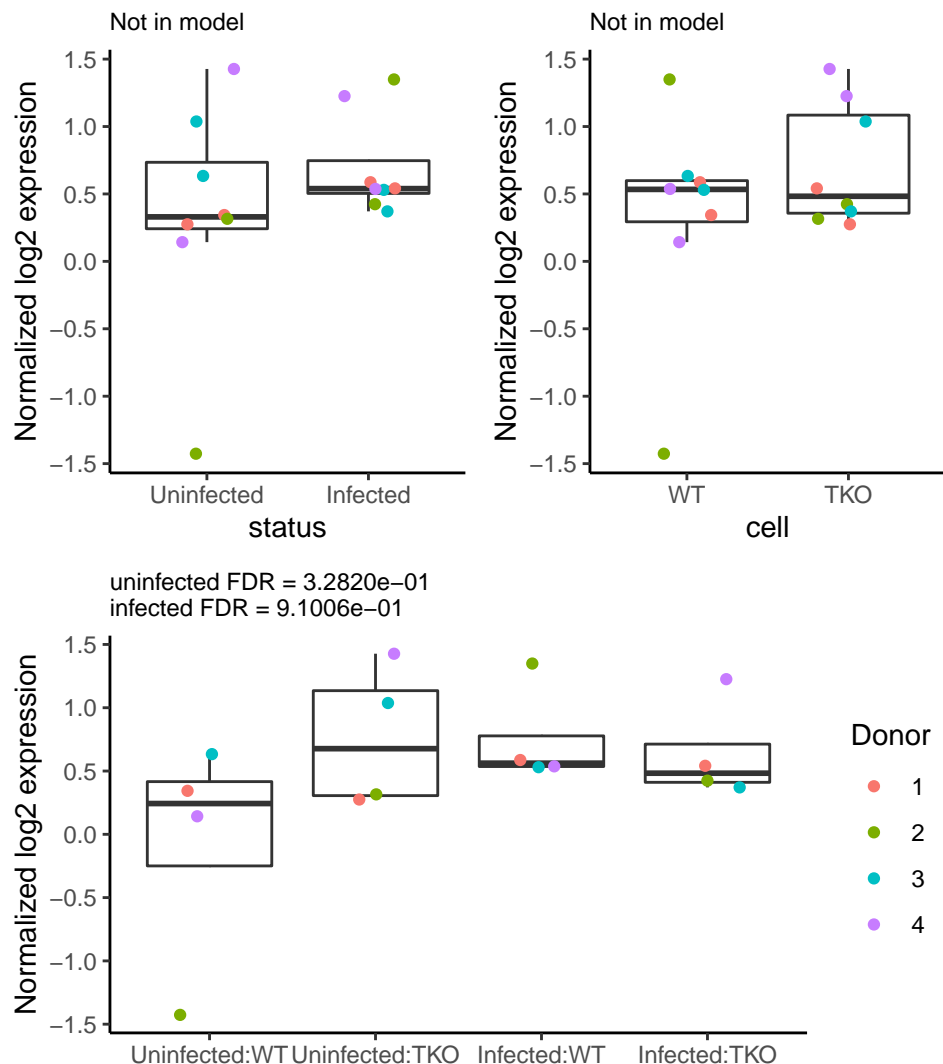 Not in model
Normalized log2 expression
1.5
1.0
0.5
0.0
−0.5
−1.0
−1.5
Uninfected Infected
status
Not in model
Normalized log2 expression
1.5
1.0
0.5
0.0
−0.5
−1.0
−1.5
WT TKO
cell
uninfected FDR = 3.2820e−01
infected FDR = 9.1006e−01
Normalized log2 expression
1.5
1.0
0.5
0.0
−0.5
−1.0
−1.5
Uninfected:WT Uninfected:TKO Infected:WT Infected:TKO
Donor
1
2
3
4